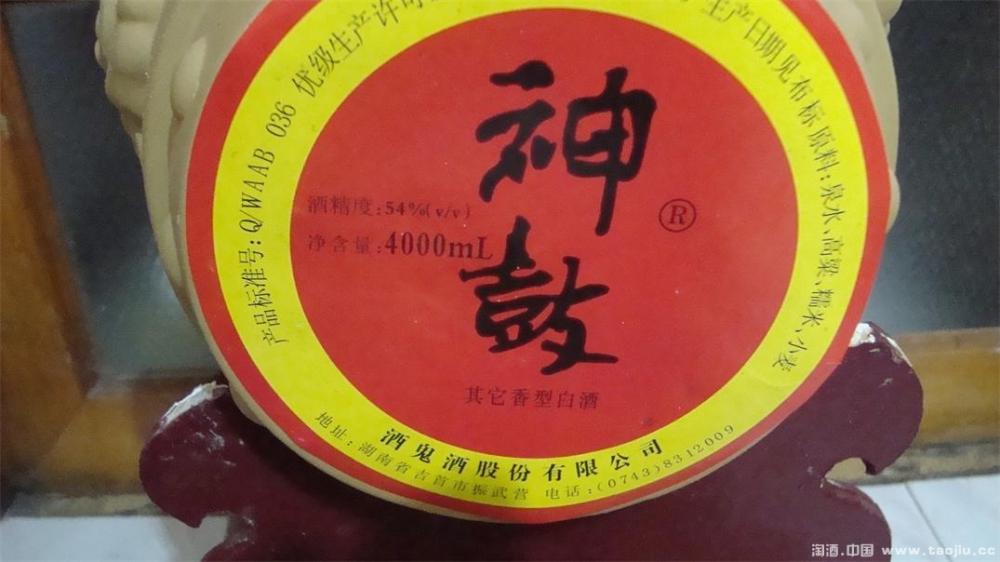 产品标准号:Q/WAAB 036 优级生产许可
生产日期见布标 原料:泉水、高粱、糯米、小麦
神鼓
®
酒精度:54%(v/v)
净含量:4000mL
其它香型白酒
酒鬼酒股份有限公司
地址:湖南省吉首市振武营 电话:(0743)8312009
淘酒.中国 www.taojiu.cc